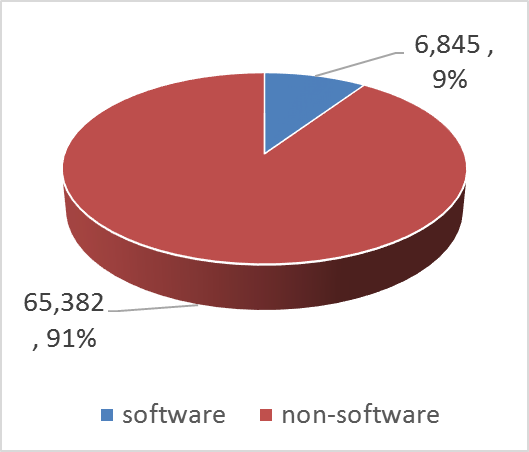 6,845 ,
9%
65,382
, 91%
software
non-software